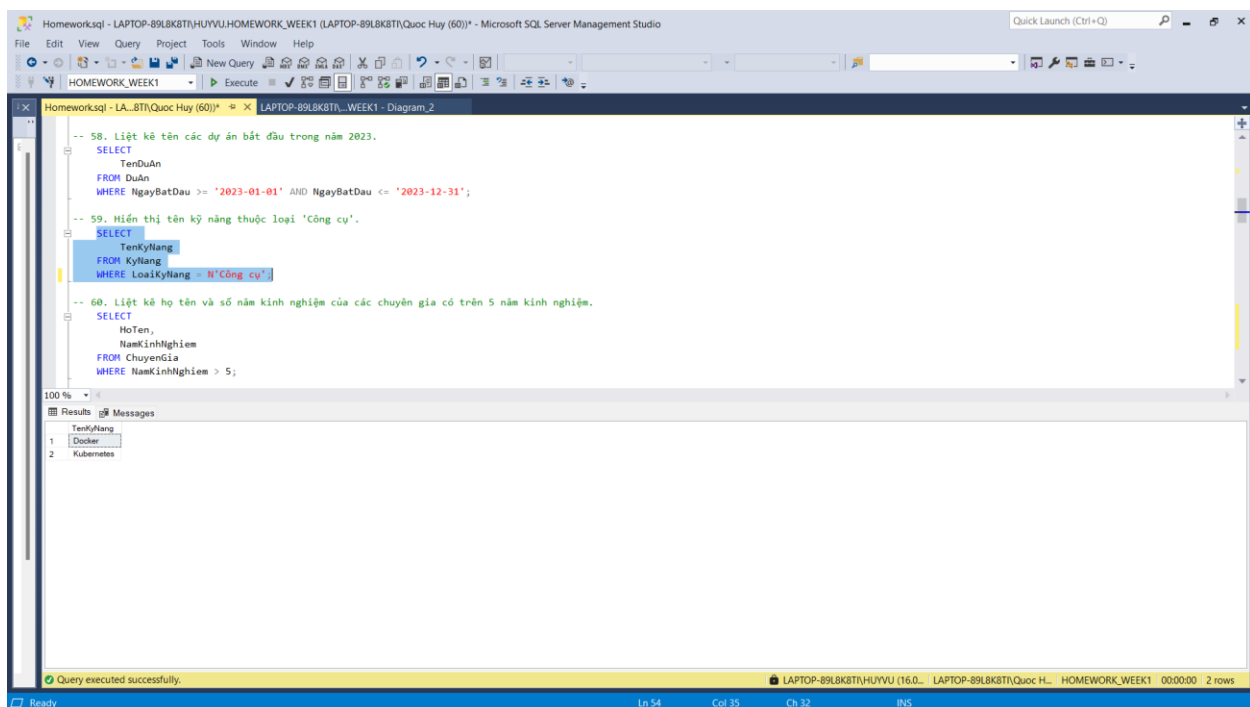 Homework.sql - LAPTOP-89L8K8TI\HUYVU.HOMEWORK_WEEK1 (LAPTOP-89L8K8TI\Quoc Huy (60))* - Microsoft SQL Server Management Studio
Quick Launch (Ctrl+Q)
File Edit View Query Project Tools Window Help
New Query
HOMEWORK_WEEK1 Execute
Homework.sql - LA...8TI\Quoc Huy (60))* LAPTOP-89L8K8TI\...WEEK1 - Diagram_2
-- 58. Liệt kê tên các dự án bắt đầu trong năm 2023.
SELECT
TenDuAn
FROM DuAn
WHERE NgayBatDau >= '2023-01-01' AND NgayBatDau <= '2023-12-31';
-- 59. Hiển thị tên kỹ năng thuộc loại 'Công cụ'.
SELECT
TenKyNang
FROM KyNang
WHERE LoaiKyNang = N'Công cụ';
-- 60. Liệt kê họ tên và số năm kinh nghiệm của các chuyên gia có trên 5 năm kinh nghiệm.
SELECT
HoTen,
NamKinhNghiem
FROM ChuyenGia
WHERE NamKinhNghiem > 5;
100 %
Results Messages
TenKyNang
1 Docker
2 Kubernetes
Query executed successfully.
LAPTOP-89L8K8TI\HUYVU (16.0... LAPTOP-89L8K8TI\Quoc H... HOMEWORK_WEEK1 00:00:00 2 rows
Ready Ln 54 Col 35 Ch 32 INS